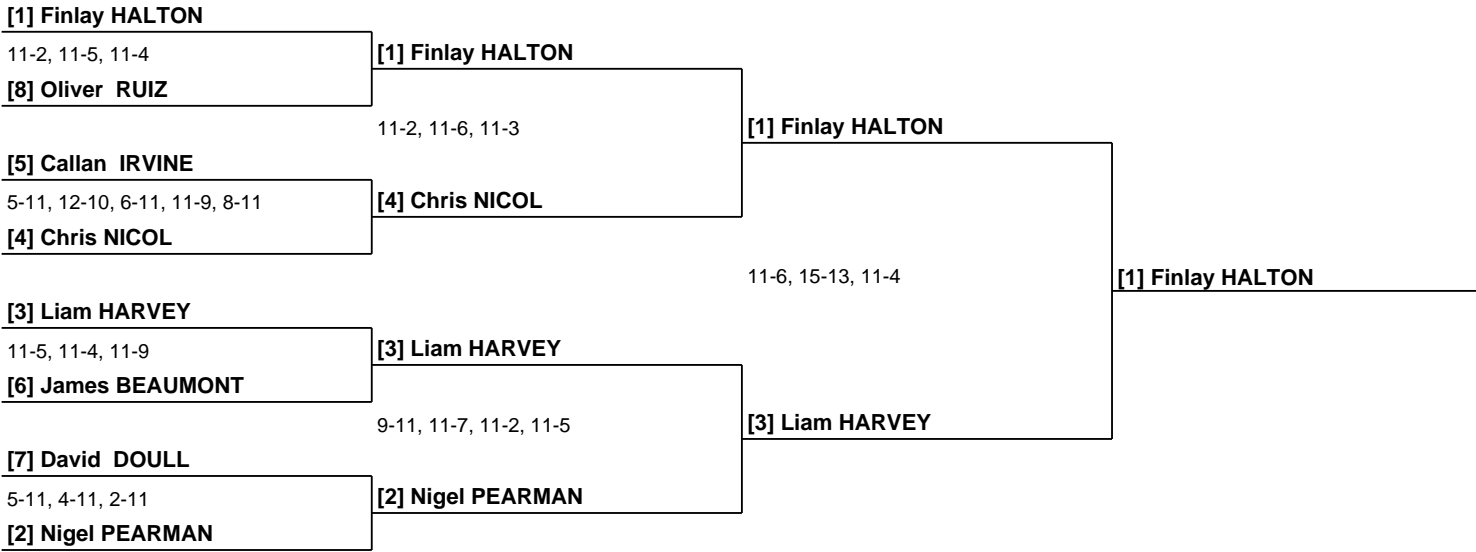 [1] Finlay HALTON
11-2, 11-5, 11-4
[8] Oliver  RUIZ
[5] Callan  IRVINE
5-11, 12-10, 6-11, 11-9, 8-11
[4] Chris NICOL
[3] Liam HARVEY
11-5, 11-4, 11-9
[6] James BEAUMONT
[7] David  DOULL
5-11, 4-11, 2-11
[2] Nigel PEARMAN
[1] Finlay HALTON
11-2, 11-6, 11-3
[4] Chris NICOL
[3] Liam HARVEY
9-11, 11-7, 11-2, 11-5
[2] Nigel PEARMAN
[1] Finlay HALTON
11-6, 15-13, 11-4
[3] Liam HARVEY
[1] Finlay HALTON